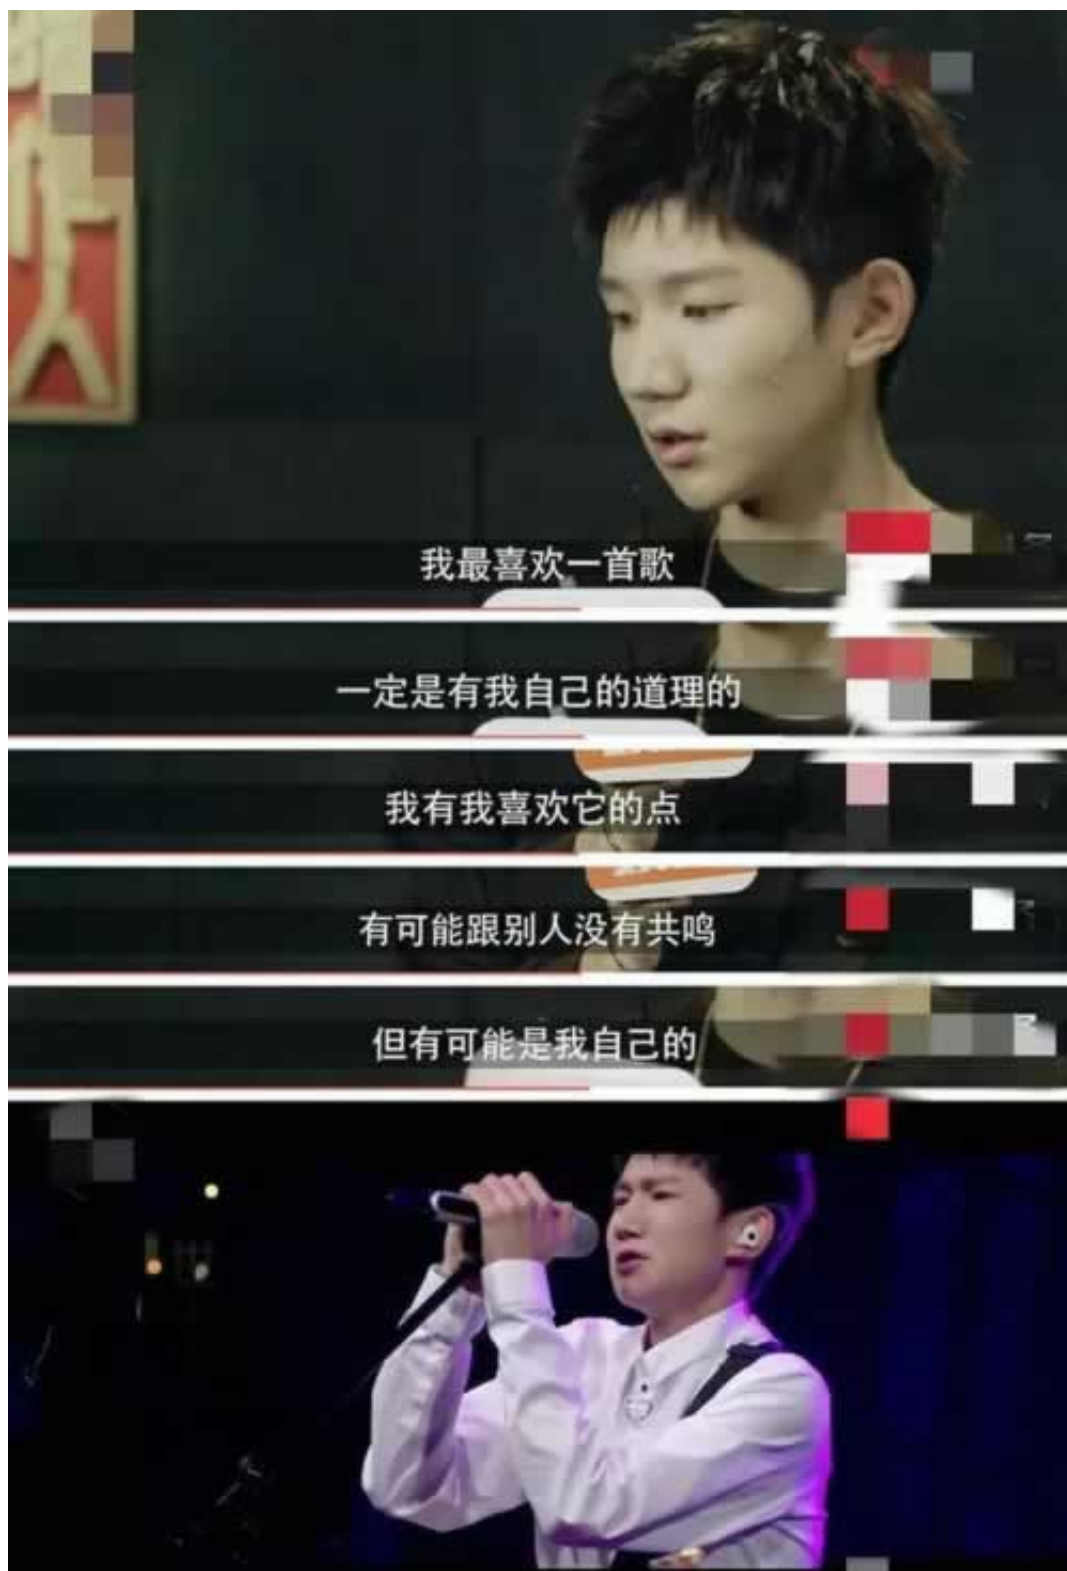 我最喜欢一首歌
一定是有我自己的道理的
我有我喜欢它的点
有可能跟别人没有共鸣
但有可能是我自己的